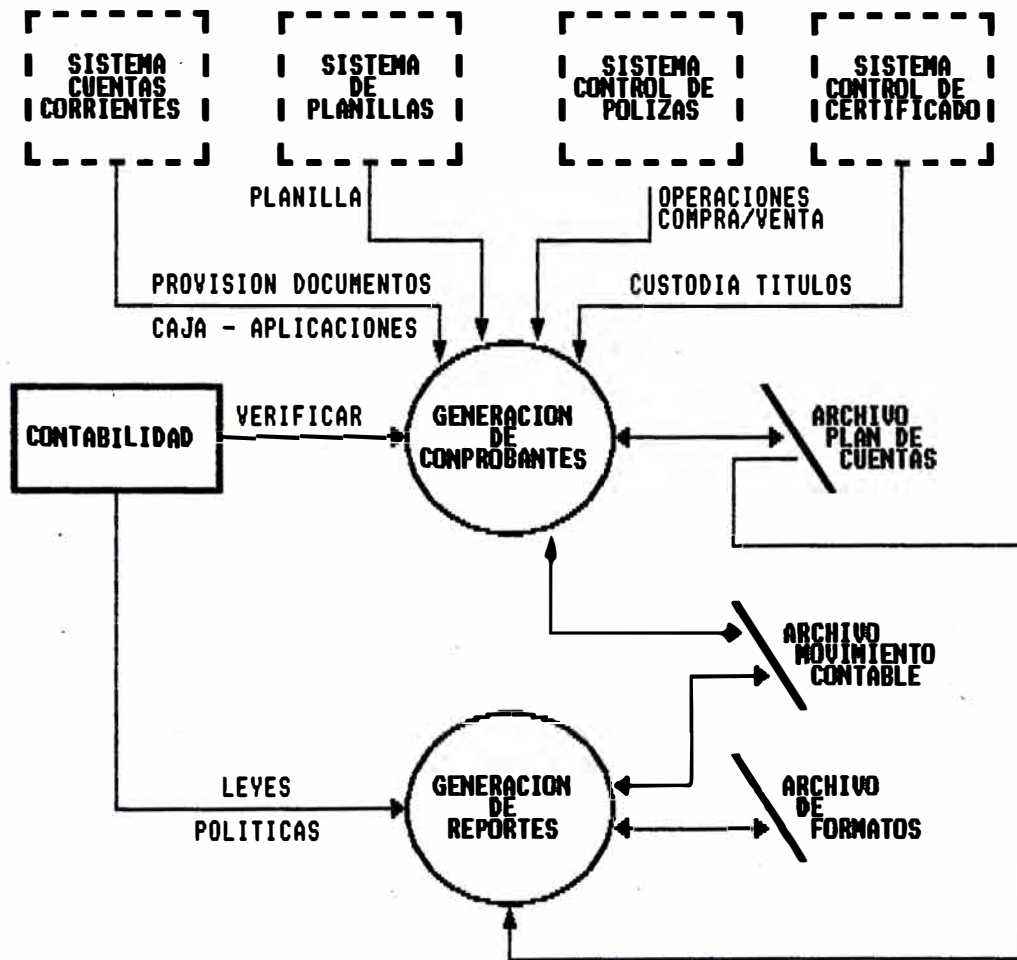 SISTEMA
CUENTAS
CORRIENTES
SISTEMA
DE
PLANILLAS
SISTEMA
CONTROL DE
POLIZAS
SISTEMA
CONTROL DE
CERTIFICADO
PLANILLA
OPERACIONES
COMPRA/VENTA
PROVISION DOCUMENTOS
CAJA - APLICACIONES
CUSTODIA TITULOS
CONTABILIDAD
VERIFICAR
GENERACION
DE
CONPROBANTES
ARCHIVO
PLAN DE
CUENTAS
ARCHIVO
MOVIMIENTO
CONTABLE
LEYES
POLITICAS
GENERACION
DE
REPORTES
ARCHIVO
DE
FORMATOS